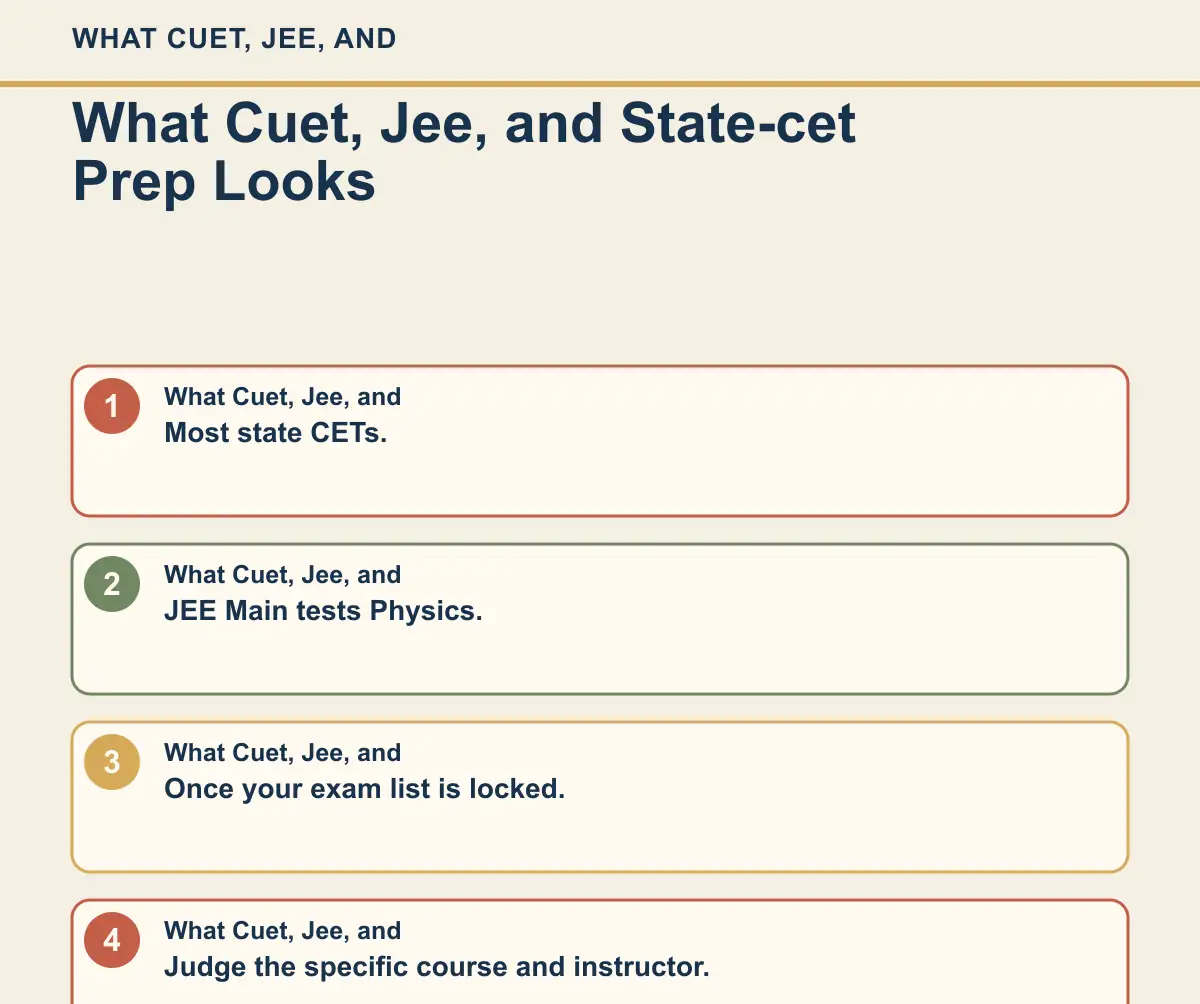 WHAT CUET, JEE, AND
What Cuet, Jee, and State-cet
Prep Looks
1
What Cuet, Jee, and
Most state CETs.
2
What Cuet, Jee, and
JEE Main tests Physics.
3
What Cuet, Jee, and
Once your exam list is locked.
4
What Cuet, Jee, and
Judge the specific course and instructor.